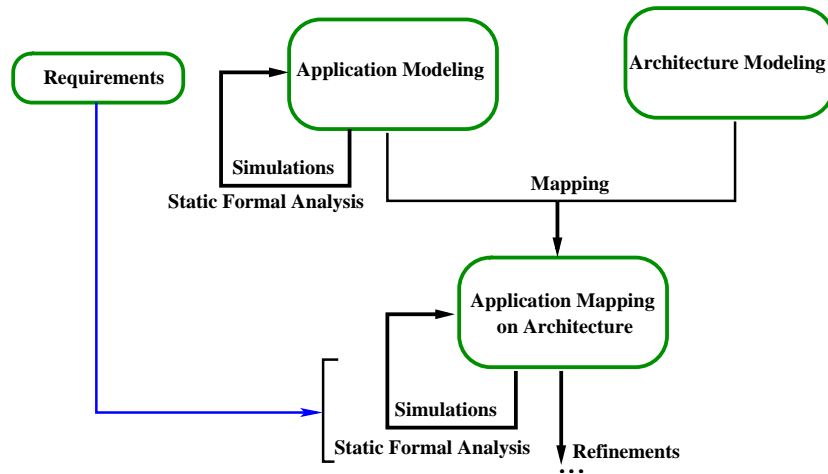 Requirements
Application Modeling
Architecture Modeling
Simulations
Static Formal Analysis
Mapping
Application Mapping
on Architecture
Simulations
Static Formal Analysis
Refinements
...